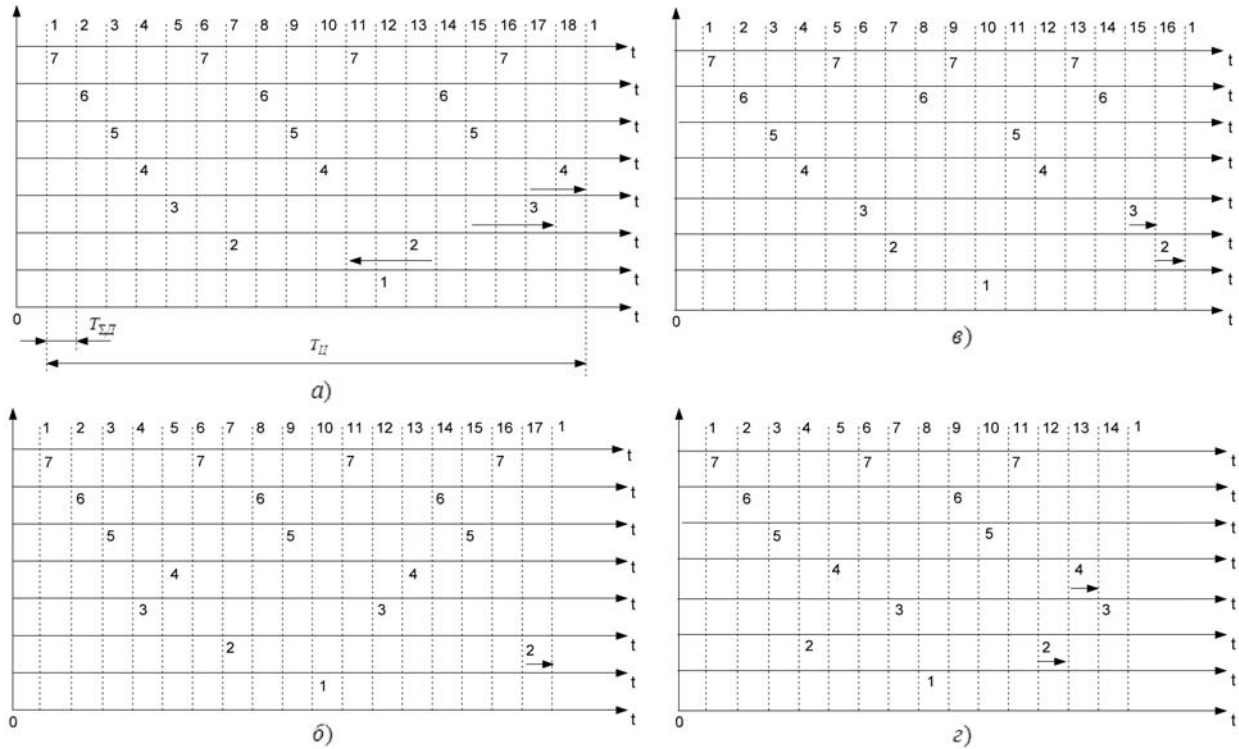 1 2 3 4 5 6 7 8 9 10 11 12 13 14 15 16 17 18 1
7 7 7 7 t
6 6 6 t
5 5 5 t
4 4 4 t
3 3 t
2 2 t
1 t
0 t
T_ΣП
T_Ц
а)
1 2 3 4 5 6 7 8 9 10 11 12 13 14 15 16 1
7 7 7 7 t
6 6 6 t
5 5 t
4 4 t
3 3 t
2 2 t
1 t
0 t
в)
1 2 3 4 5 6 7 8 9 10 11 12 13 14 15 16 17 1
7 7 7 7 t
6 6 6 t
5 5 5 t
4 4 t
3 3 t
2 2 t
1 t
0 t
б)
1 2 3 4 5 6 7 8 9 10 11 12 13 14 1
7 7 7 t
6 6 t
5 5 t
4 4 t
3 3 t
2 2 t
1 t
0 t
г)